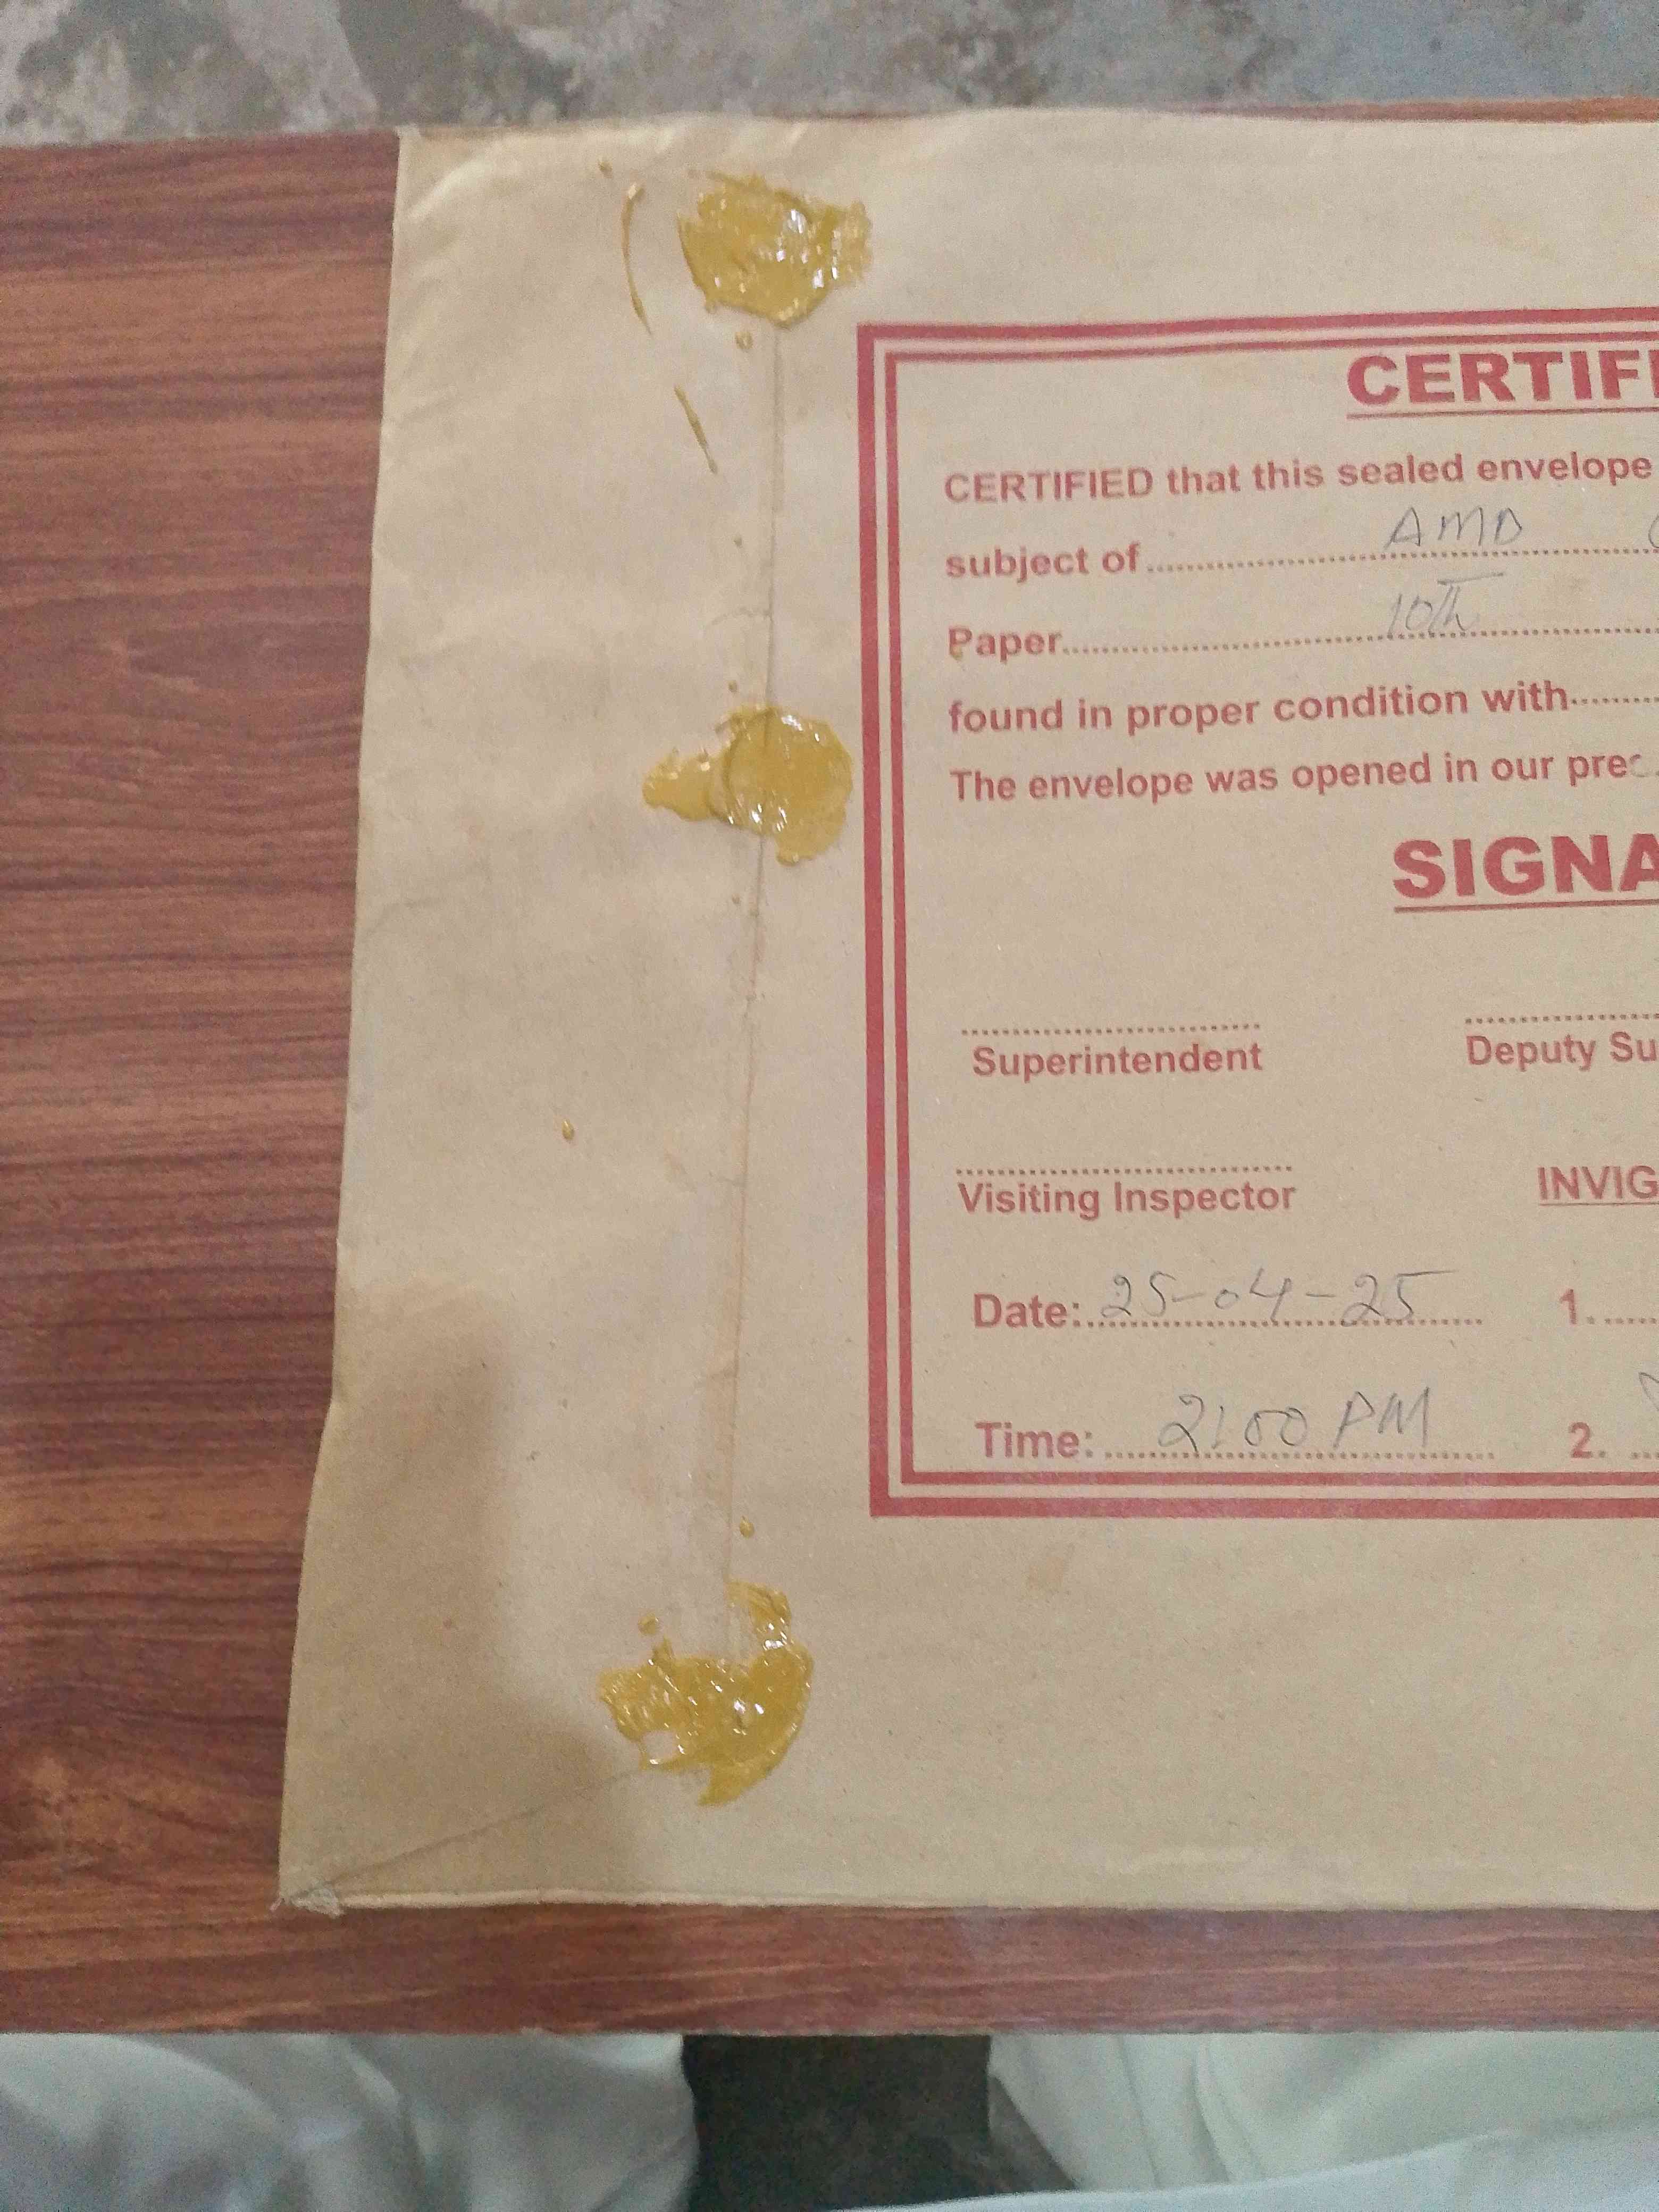 CERTIFI
CERTIFIED that this sealed envelope
subject of.......... AMD
Paper.......... 10th
found in proper condition with..........
The envelope was opened in our pre
SIGNA
Superintendent Deputy Su
Visiting Inspector INVIG
Date: 25-04-25 1.
Time: 2:00 PM 2.